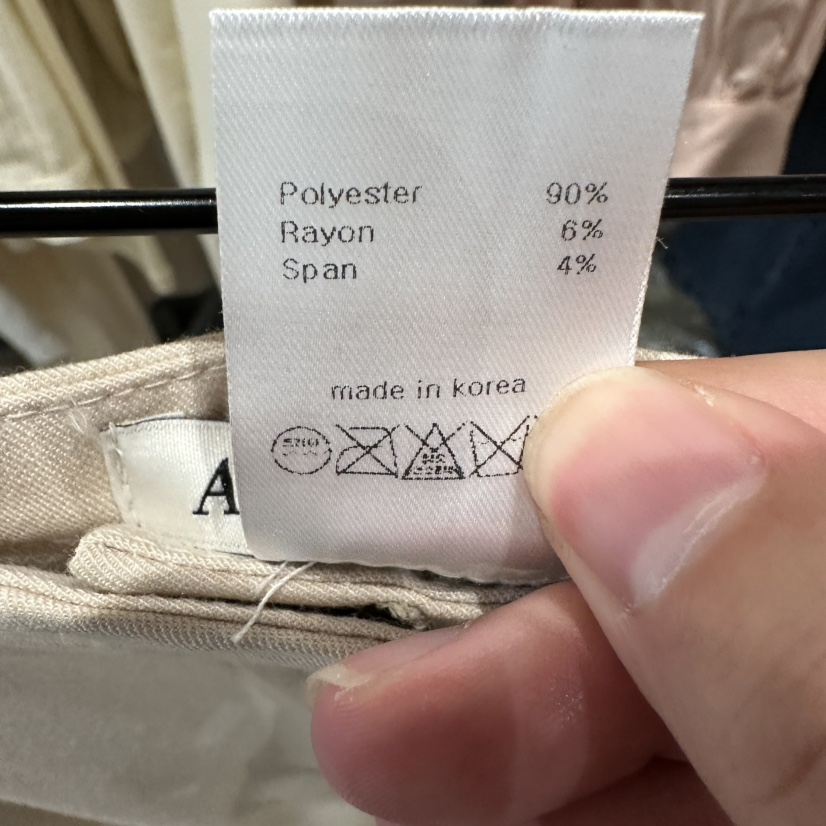 Polyester 90%
Rayon 6%
Span 4%
made in korea
A